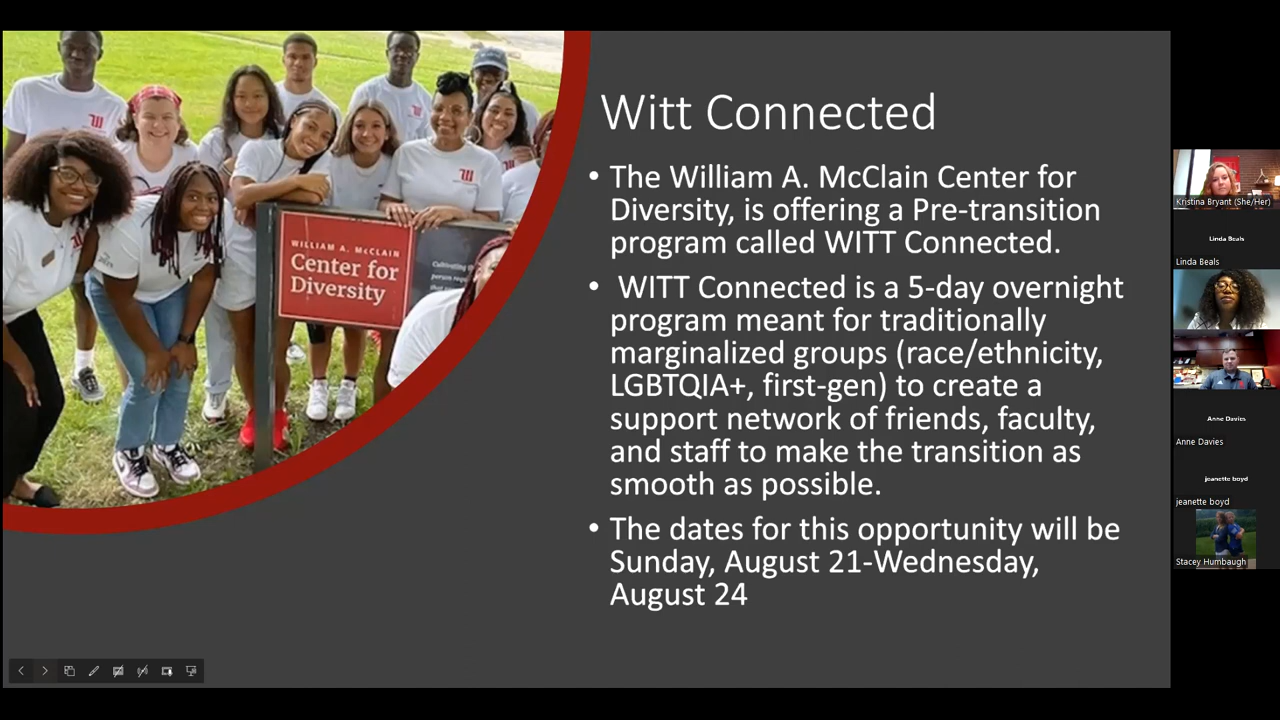 Witt Connected
• The William A. McClain Center for
Diversity, is offering a Pre-transition
program called WITT Connected.
• WITT Connected is a 5-day overnight
program meant for traditionally
marginalized groups (race/ethnicity,
LGBTQIA+, first-gen) to create a
support network of friends, faculty,
and staff to make the transition as
smooth as possible.
• The dates for this opportunity will be
Sunday, August 21-Wednesday,
August 24
WILLIAM A. McCLAIN
Center for
Diversity
Kristina Bryant (She/Her)
Linda Beals
Linda Beals
Anne Davies
Anne Davies
jeanette boyd
jeanette boyd
Stacey Humbaugh